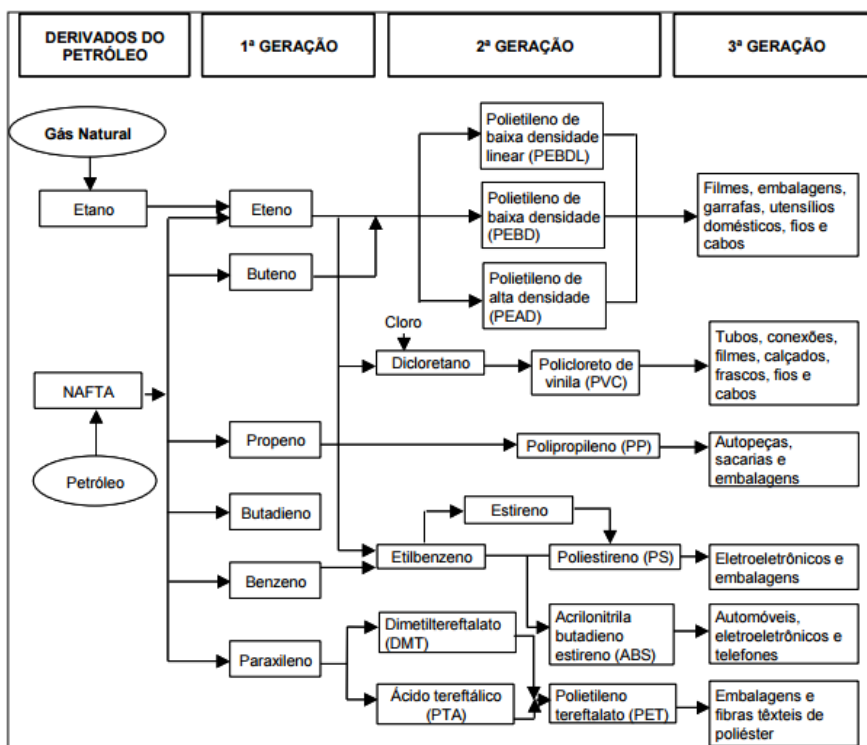 DERIVADOS DO
PETRÓLEO
1ª GERAÇÃO
2ª GERAÇÃO
3ª GERAÇÃO
Gás Natural
Etano
Eteno
Buteno
Polietileno de
baixa densidade
linear (PEBDL)
Polietileno de
baixa densidade
(PEBD)
Polietileno de
alta densidade
(PEAD)
Filmes, embalagens,
garrafas, utensílios
domésticos, fios e
cabos
Cloro
Dicloretano
Policloreto de
vinila (PVC)
Tubos, conexões,
filmes, calçados,
frascos, fios e
cabos
NAFTA
Petróleo
Propeno
Polipropileno (PP)
Autopeças,
sacarias e
embalagens
Butadieno
Estireno
Benzeno
Etilbenzeno
Poliestireno (PS)
Eletroeletrônicos e
embalagens
Acrilonitrila
butadieno
estireno (ABS)
Automóveis,
eletroeletrônicos e
telefones
Paraxileno
Dimetiltereftalato
(DMT)
Ácido tereftálico
(PTA)
Polietileno
tereftalato (PET)
Embalagens e
fibras têxteis de
poliéster